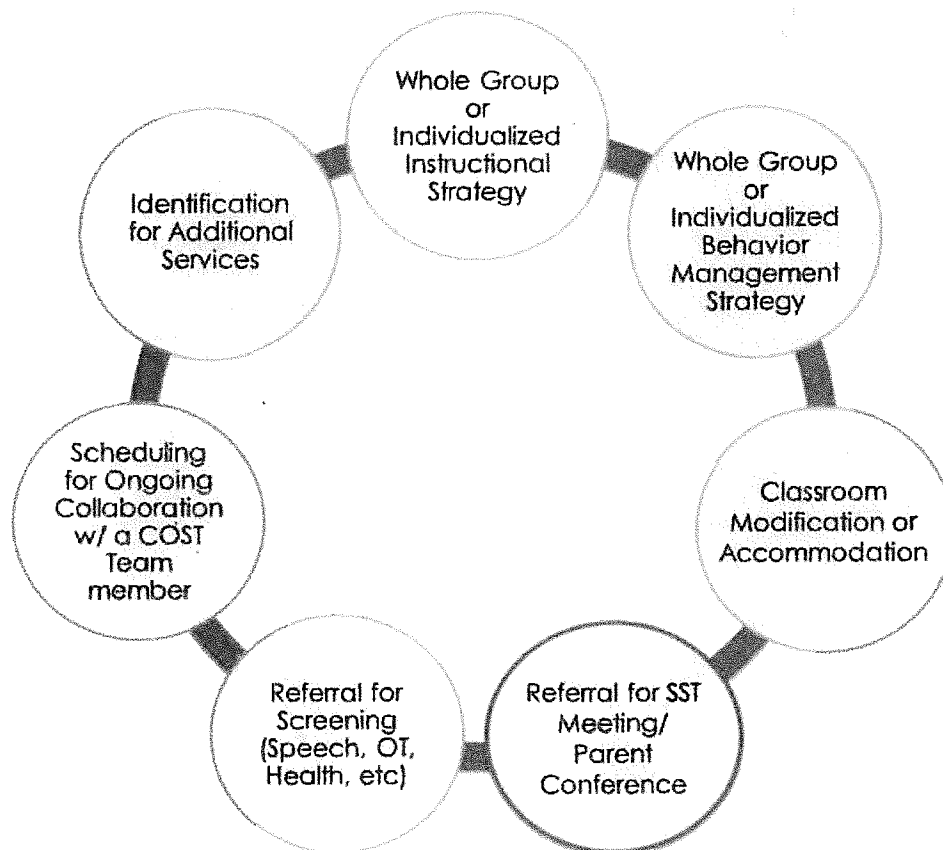 Whole Group
or
Individualized
Instructional
Strategy
Whole Group
or
Individualized
Behavior
Management
Strategy
Classroom
Modification or
Accommodation
Referral for SST
Meeting/
Parent
Conference
Referral for
Screening
(Speech, OT,
Health, etc)
Scheduling
for Ongoing
Collaboration
w/ a COST
Team
member
Identification
for Additional
Services